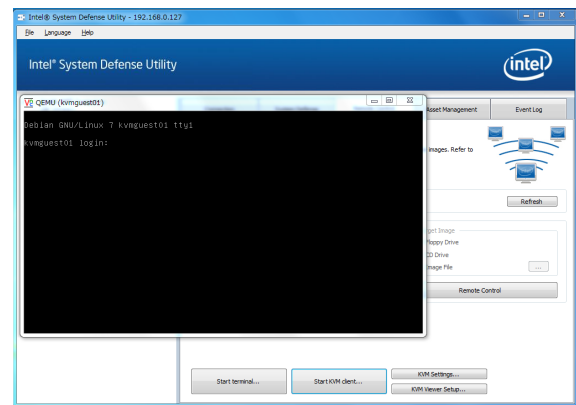 Intel® System Defense Utility - 192.168.0.127
File Language Help
Intel® System Defense Utility
intel
QEMU (kvmguest01)
Debian GNU/Linux 7 kvmguest01 tty1
kvmguest01 login:
Asset Management
Event Log
images. Refer to
Refresh
get Image
Floppy Drive
CD Drive
Image File
...
Remote Control
Start terminal...
Start KVM client...
KVM Settings...
KVM Viewer Setup...